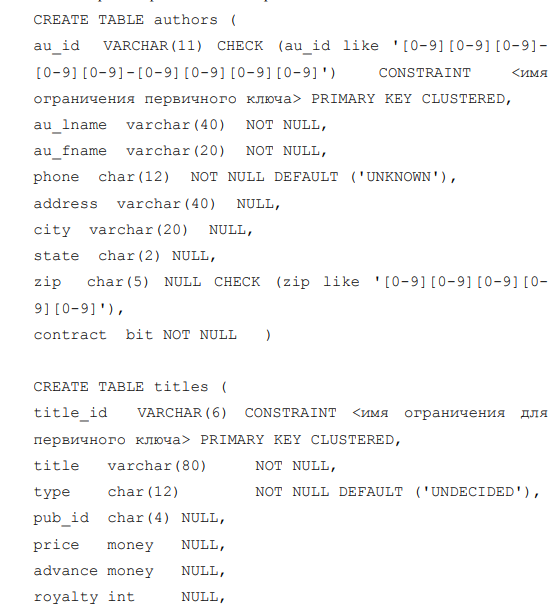 CREATE TABLE authors (
au_id VARCHAR(11) CHECK (au_id like '[0-9][0-9][0-9]-
[0-9][0-9]-[0-9][0-9][0-9][0-9]') CONSTRAINT <имя
ограничения первичного ключа> PRIMARY KEY CLUSTERED,
au_lname varchar(40) NOT NULL,
au_fname varchar(20) NOT NULL,
phone char(12) NOT NULL DEFAULT ('UNKNOWN'),
address varchar(40) NULL,
city varchar(20) NULL,
state char(2) NULL,
zip char(5) NULL CHECK (zip like '[0-9][0-9][0-9][0-
9][0-9]'),
contract bit NOT NULL )
CREATE TABLE titles (
title_id VARCHAR(6) CONSTRAINT <имя ограничения для
первичного ключа> PRIMARY KEY CLUSTERED,
title varchar(80) NOT NULL,
type char(12) NOT NULL DEFAULT ('UNDECIDED'),
pub_id char(4) NULL,
price money NULL,
advance money NULL,
royalty int NULL,